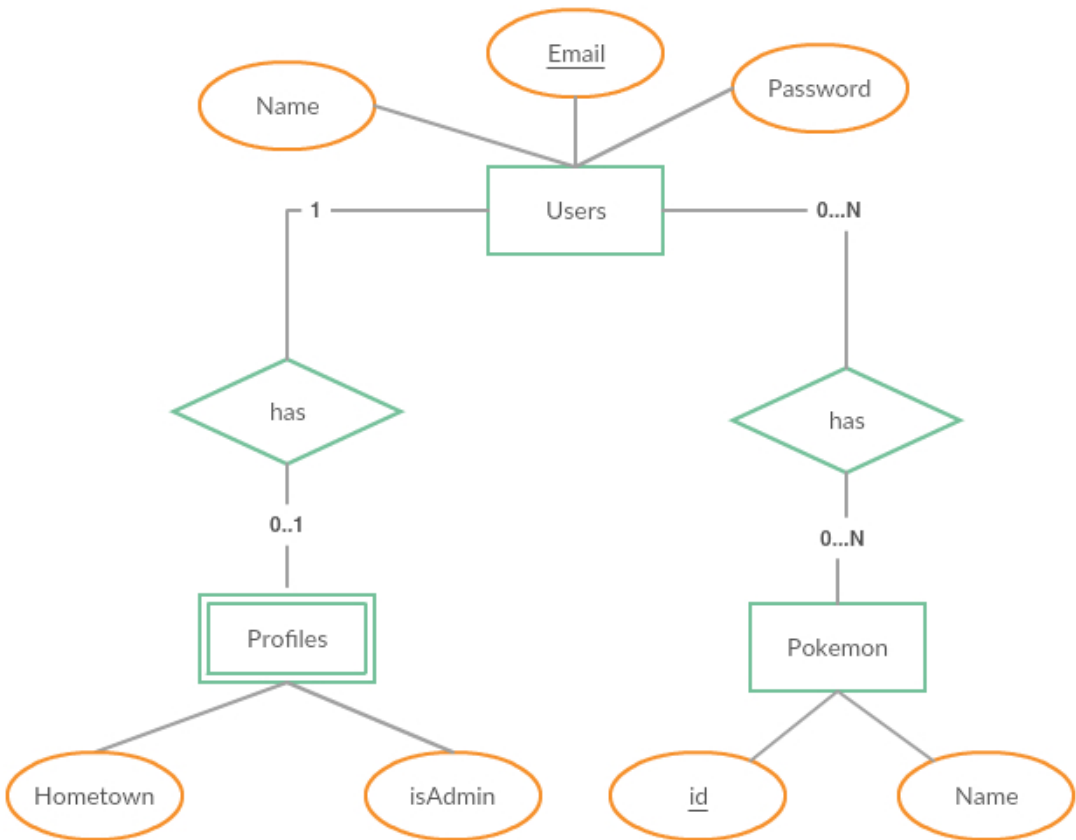 Email
Password
Name
1
Users
0...N
has
has
0..1
0...N
Profiles
Pokemon
Hometown
isAdmin
id
Name